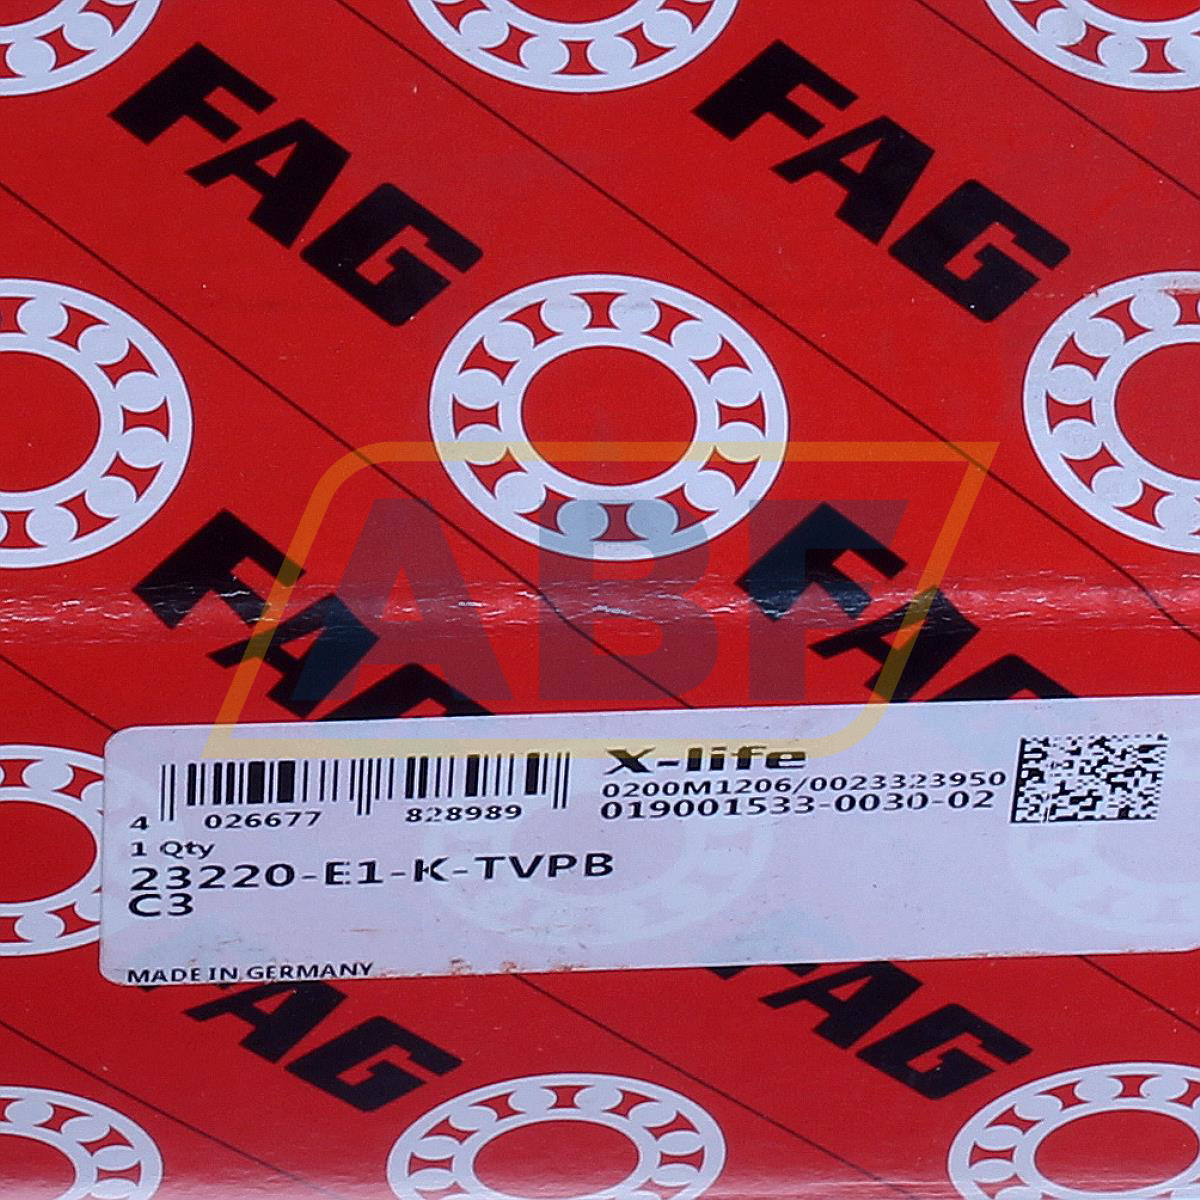 FAG FAG
FAG FAG
ABF
X-life
0200M1206/0023323950
019001533-0030-02
4 026677 828989
1 Qty
23220-E1-K-TVPB
C3
MADE IN GERMANY
FAG FAG